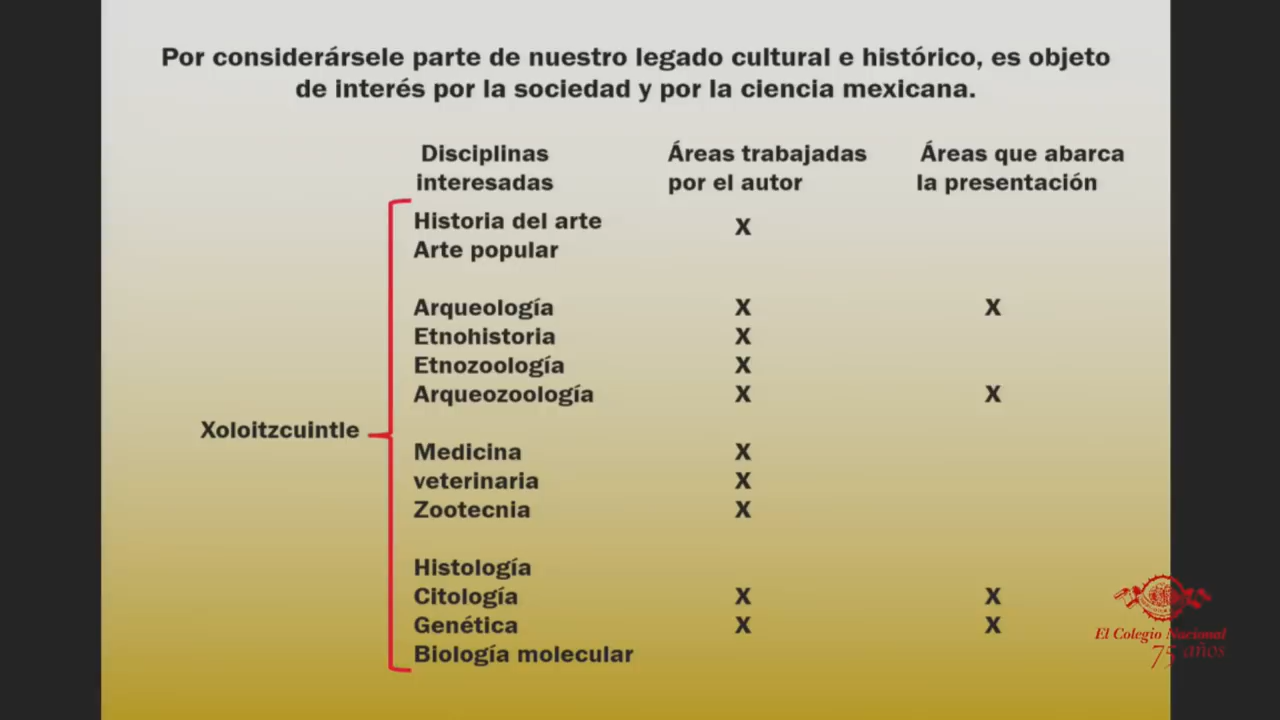 Por considerársele parte de nuestro legado cultural e histórico, es objeto
de interés por la sociedad y por la ciencia mexicana.
Disciplinas Áreas trabajadas Áreas que abarca
interesadas por el autor la presentación
Historia del arte X
Arte popular
Arqueología X X
Etnohistoria X
Etnozoología X
Arqueozoología X X
Xoloitzcuintle
Medicina X
veterinaria X
Zootecnia X
Histología
Citología X X
Genética X X
Biología molecular
El Colegio Nacional
75 años